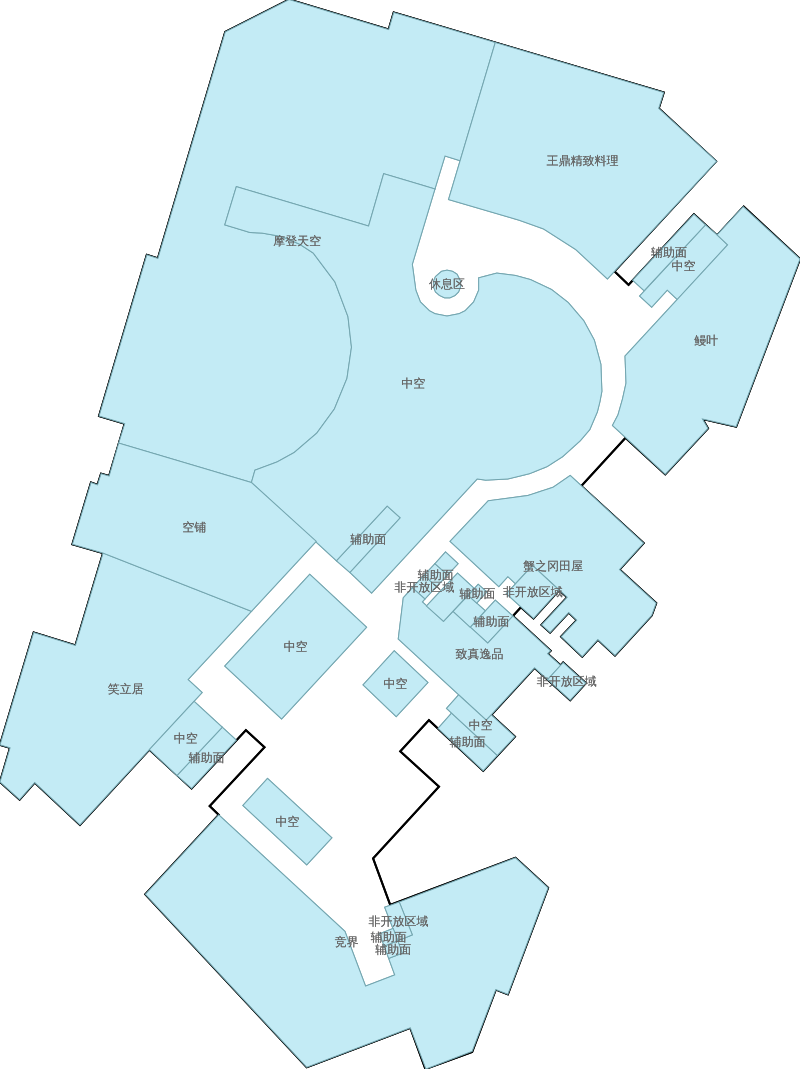 王鼎精致料理
摩登天空
辅助面
中空
休息区
鳗叶
中空
空铺
辅助面
蟹之冈田屋
辅助面
非开放区域
辅助面
非开放区域
辅助面
中空
致真逸品
笑立居
中空
非开放区域
中空
辅助面
中空
辅助面
中空
非开放区域
竞界
辅助面
辅助面